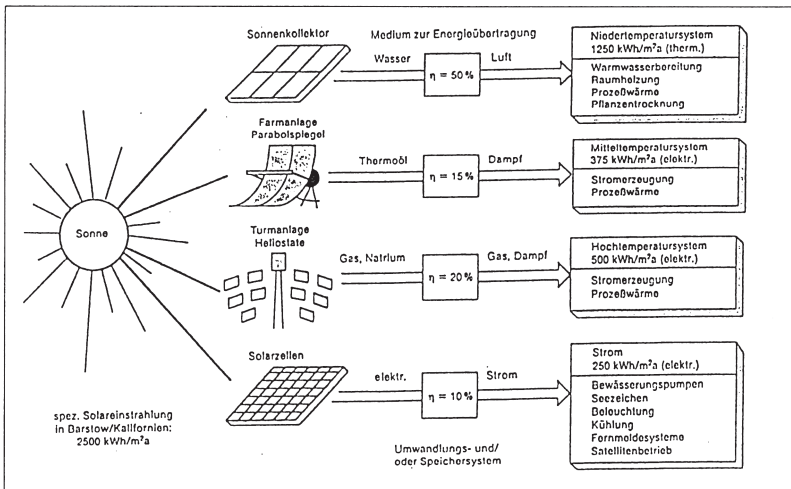 Sonnenkollektor
Medium zur Energieübertragung
Wasser
η = 50 %
Luft
Niedertemperatursystem
1250 kWh/m²a (therm.)
Warmwasserbereitung
Raumheizung
Prozeßwärme
Pflanzentrocknung
Farmanlage
Parabolspiegel
Thermoöl
η = 15 %
Dampf
Mitteltemperatursystem
375 kWh/m²a (elektr.)
Stromerzeugung
Prozeßwärme
Sonne
Turmanlage
Heliostate
Gas, Natrium
η = 20 %
Gas, Dampf
Hochtemperatursystem
500 kWh/m²a (elektr.)
Stromerzeugung
Prozeßwärme
Solarzellen
elektr.
η = 10 %
Strom
Strom
250 kWh/m²a (elektr.)
Bewässerungspumpen
Seezeichen
Beleuchtung
Kühlung
Fernmeldesysteme
Satellitenbetrieb
spez. Solareinstrahlung
in Barstow/Kalifornien:
2500 kWh/m²a
Umwandlungs- und/
oder Speichersystem